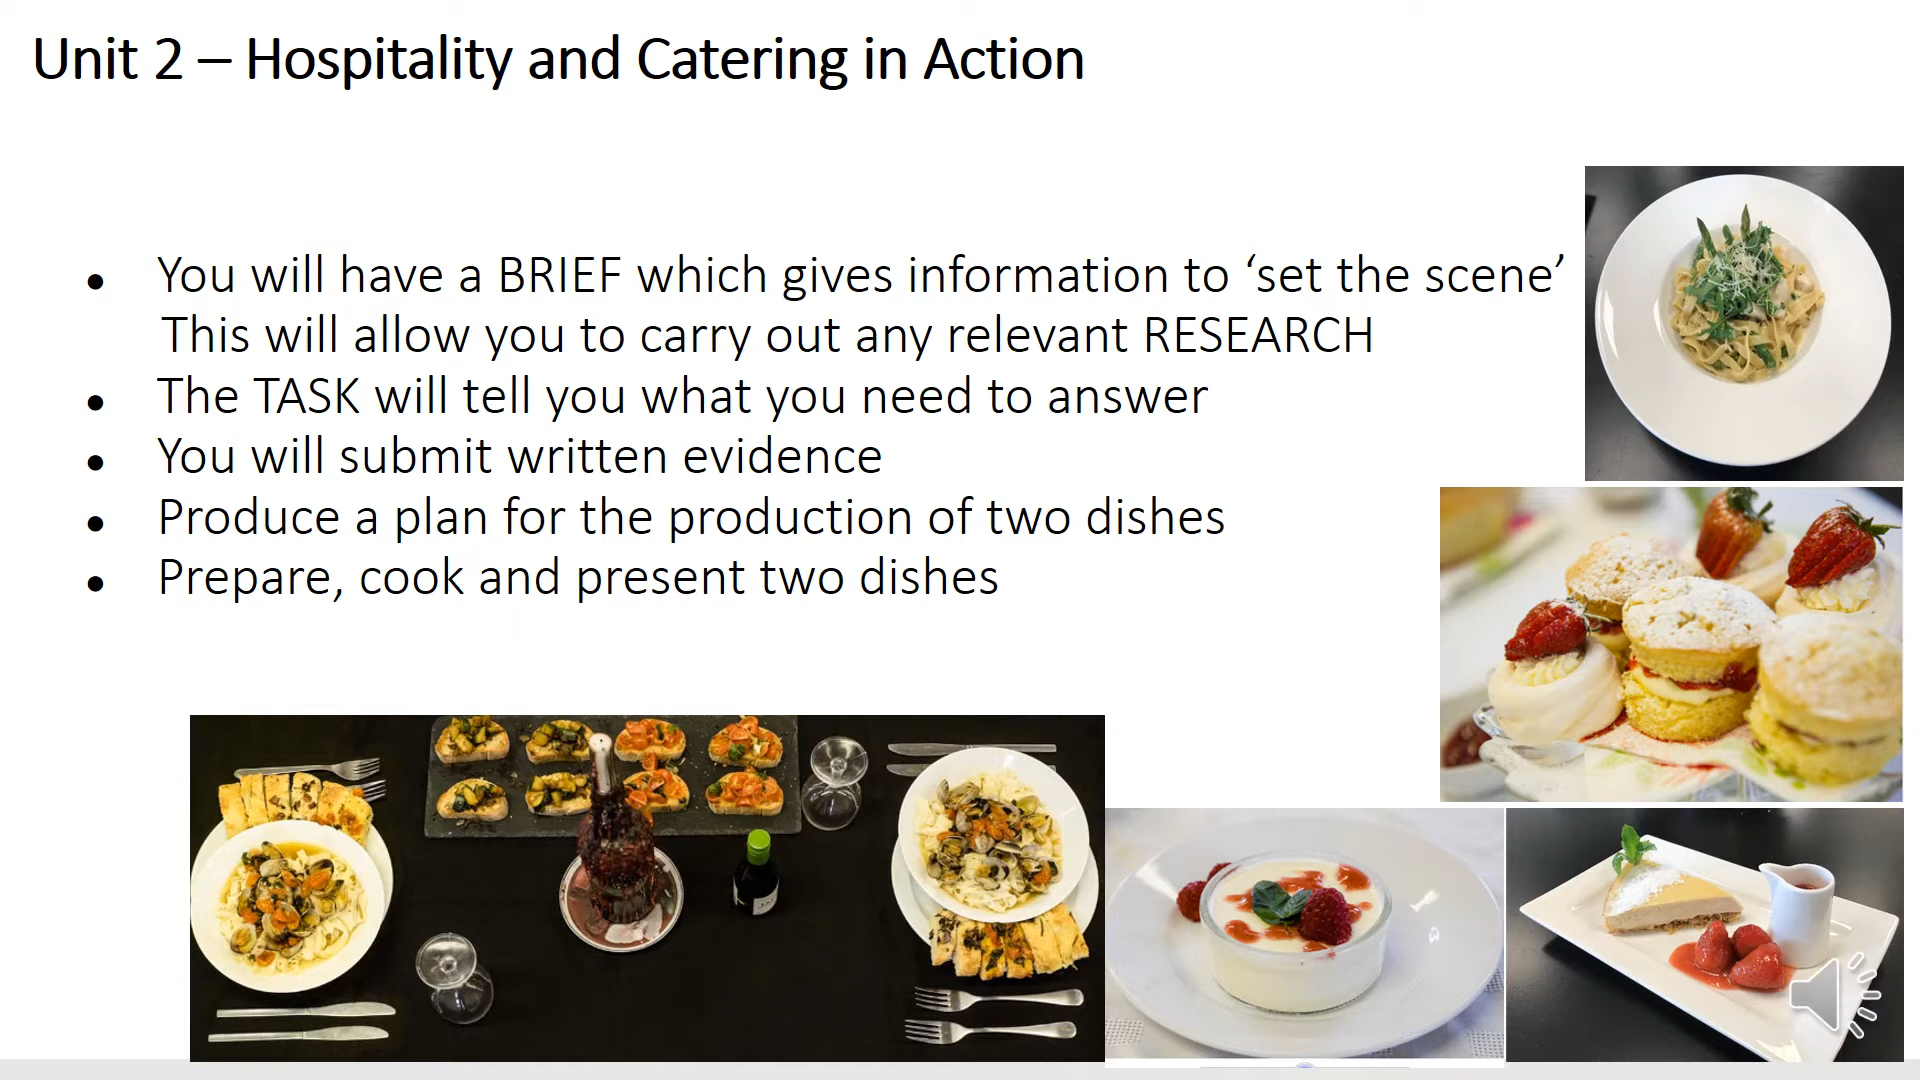 Unit 2 – Hospitality and Catering in Action
• You will have a BRIEF which gives information to ‘set the scene’
This will allow you to carry out any relevant RESEARCH
• The TASK will tell you what you need to answer
• You will submit written evidence
• Produce a plan for the production of two dishes
• Prepare, cook and present two dishes